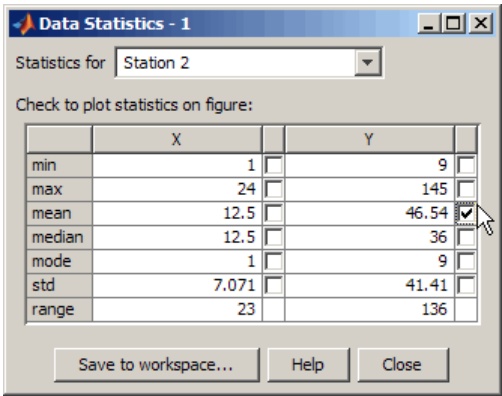 Data Statistics - 1
Statistics for Station 2
Check to plot statistics on figure:
X Y
min 1 9
max 24 145
mean 12.5 46.54
median 12.5 36
mode 1 9
std 7.071 41.41
range 23 136
Save to workspace... Help Close